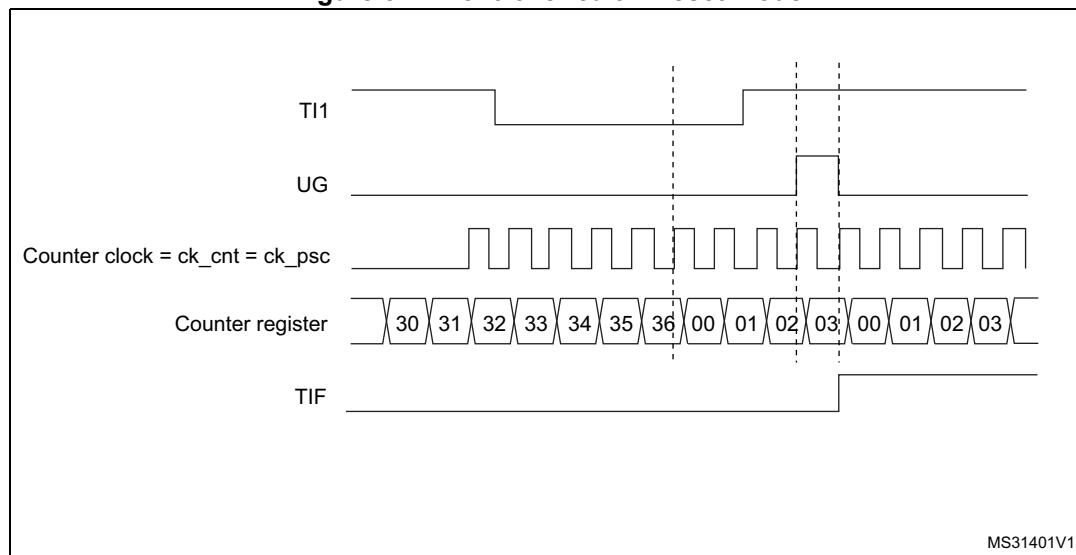 TI1
UG
Counter clock = ck_cnt = ck_psc
Counter register 30 31 32 33 34 35 36 00 01 02 03 00 01 02 03
TIF
MS31401V1